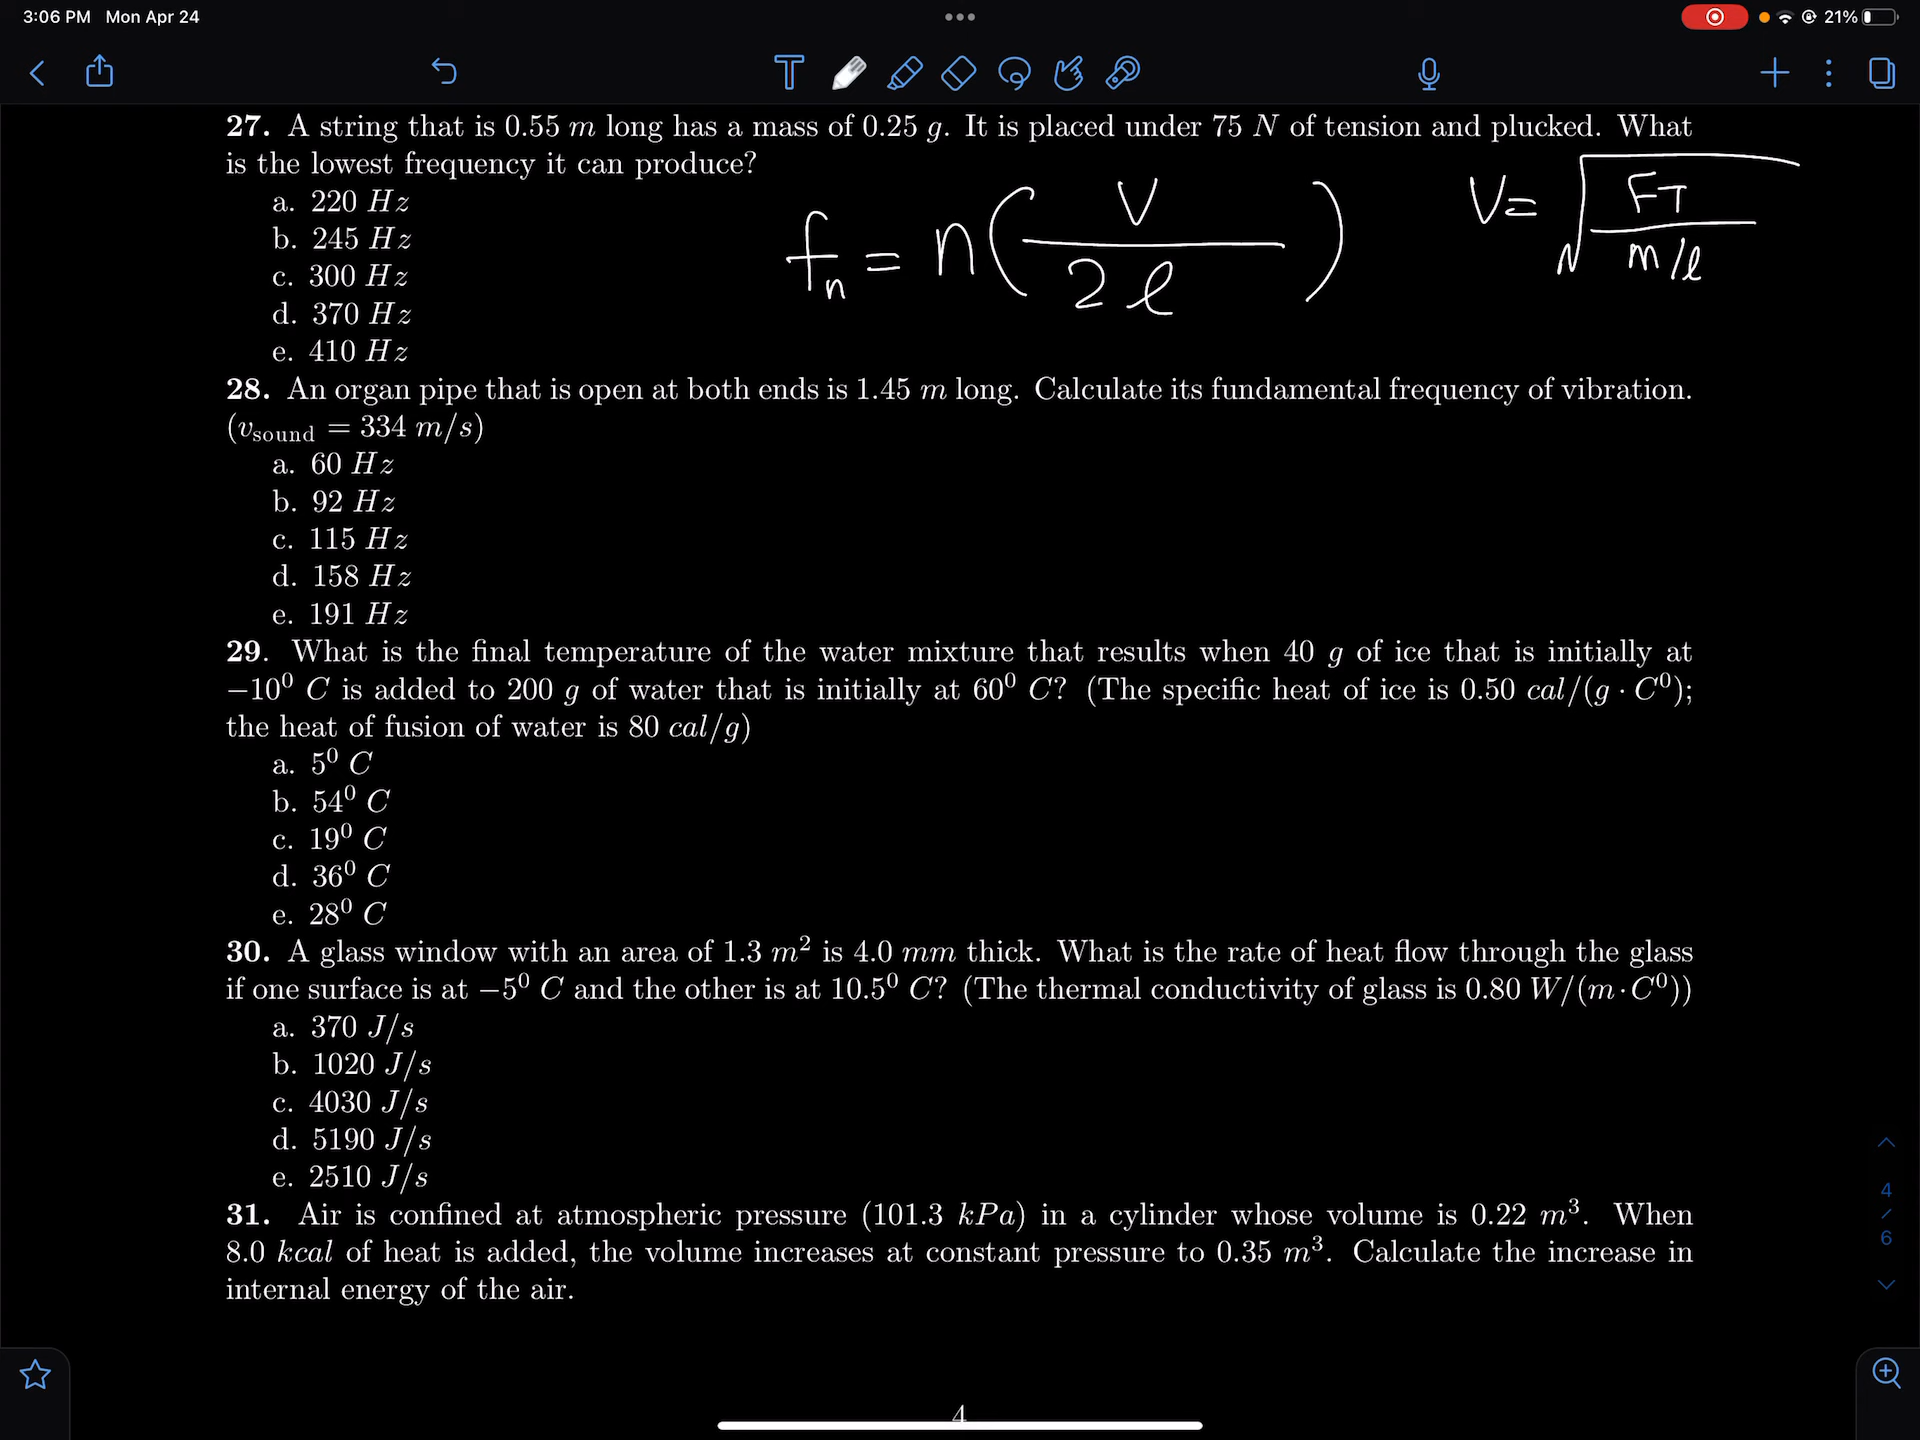 3:06 PM Mon Apr 24
21%
27. A string that is 0.55 m long has a mass of 0.25 g. It is placed under 75 N of tension and plucked. What
is the lowest frequency it can produce?
a. 220 Hz
b. 245 Hz
c. 300 Hz
d. 370 Hz
e. 410 Hz
fn = n( V / 2ℓ )
V = √(FT / m/ℓ)
28. An organ pipe that is open at both ends is 1.45 m long. Calculate its fundamental frequency of vibration.
(v_sound = 334 m/s)
a. 60 Hz
b. 92 Hz
c. 115 Hz
d. 158 Hz
e. 191 Hz
29. What is the final temperature of the water mixture that results when 40 g of ice that is initially at
−10⁰ C is added to 200 g of water that is initially at 60⁰ C? (The specific heat of ice is 0.50 cal/(g · C⁰);
the heat of fusion of water is 80 cal/g)
a. 5⁰ C
b. 54⁰ C
c. 19⁰ C
d. 36⁰ C
e. 28⁰ C
30. A glass window with an area of 1.3 m² is 4.0 mm thick. What is the rate of heat flow through the glass
if one surface is at −5⁰ C and the other is at 10.5⁰ C? (The thermal conductivity of glass is 0.80 W/(m · C⁰))
a. 370 J/s
b. 1020 J/s
c. 4030 J/s
d. 5190 J/s
e. 2510 J/s
31. Air is confined at atmospheric pressure (101.3 kPa) in a cylinder whose volume is 0.22 m³. When
8.0 kcal of heat is added, the volume increases at constant pressure to 0.35 m³. Calculate the increase in
internal energy of the air.
4
/
6
4